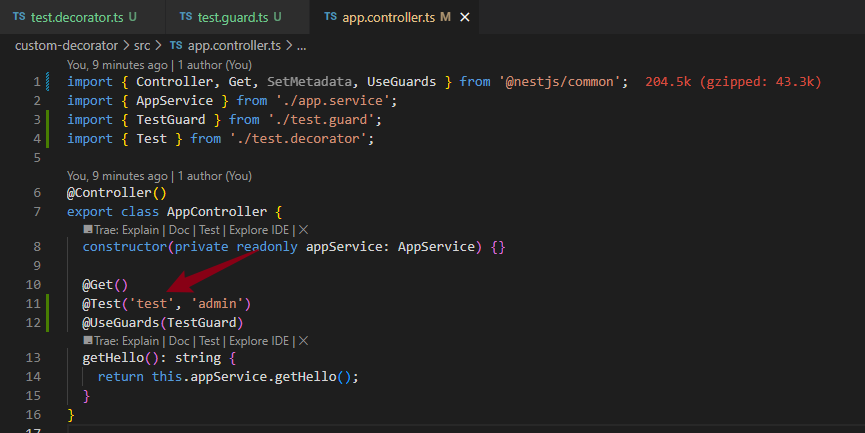 TS test.decorator.ts U TS test.guard.ts U TS app.controller.ts M ×
custom-decorator > src > TS app.controller.ts > ...
You, 9 minutes ago | 1 author (You)
1 import { Controller, Get, SetMetadata, UseGuards } from '@nestjs/common'; 204.5k (gzipped: 43.3k)
2 import { AppService } from './app.service';
3 import { TestGuard } from './test.guard';
4 import { Test } from './test.decorator';
5
You, 9 minutes ago | 1 author (You)
6 @Controller()
7 export class AppController {
Trae: Explain | Doc | Test | Explore IDE | ×
8 constructor(private readonly appService: AppService) {}
9
10 @Get()
11 @Test('test', 'admin')
12 @UseGuards(TestGuard)
Trae: Explain | Doc | Test | Explore IDE | ×
13 getHello(): string {
14 return this.appService.getHello();
15 }
16 }
17